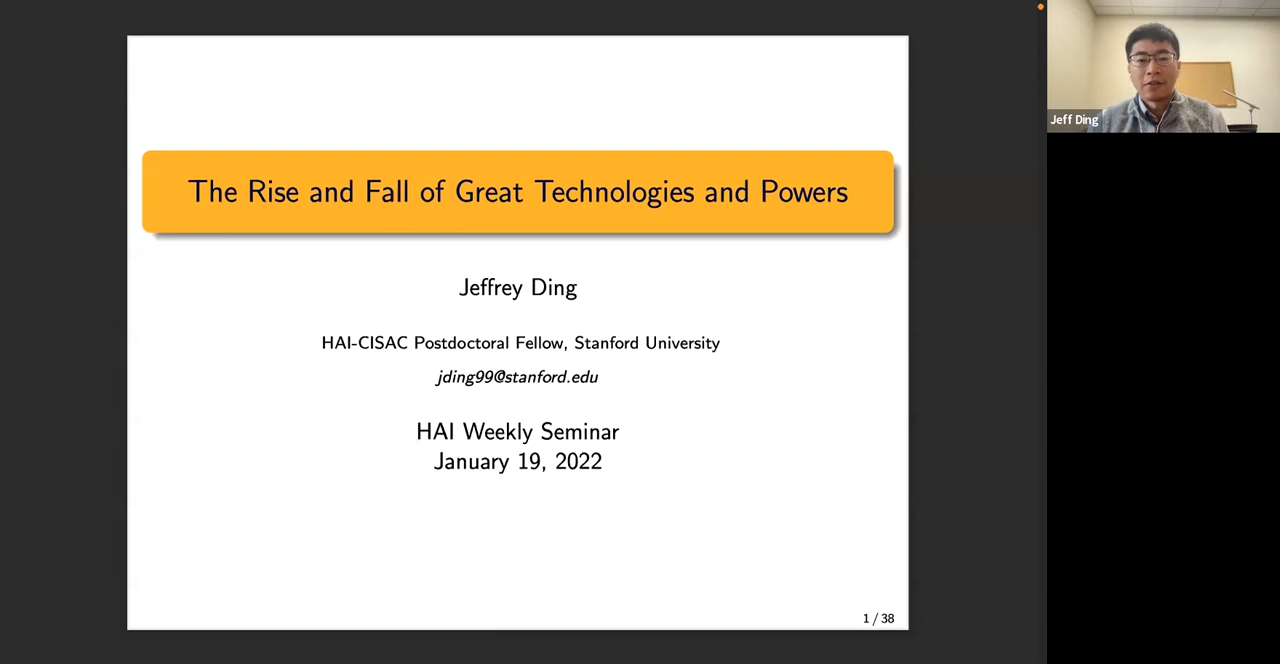 The Rise and Fall of Great Technologies and Powers
Jeffrey Ding
HAI-CISAC Postdoctoral Fellow, Stanford University
jding99@stanford.edu
HAI Weekly Seminar
January 19, 2022
1 / 38
Jeff Ding